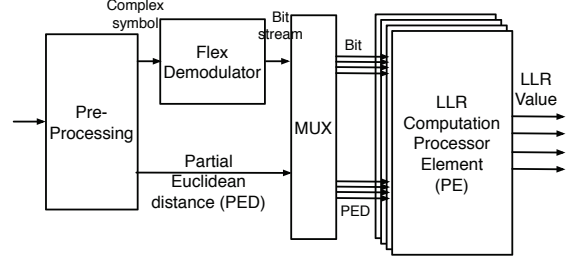 Complex
symbol
Bit
stream
Flex
Demodulator
Pre-
Processing
Partial
Euclidean
distance (PED)
MUX
Bit
PED
LLR
Computation
Processor
Element
(PE)
LLR
Value